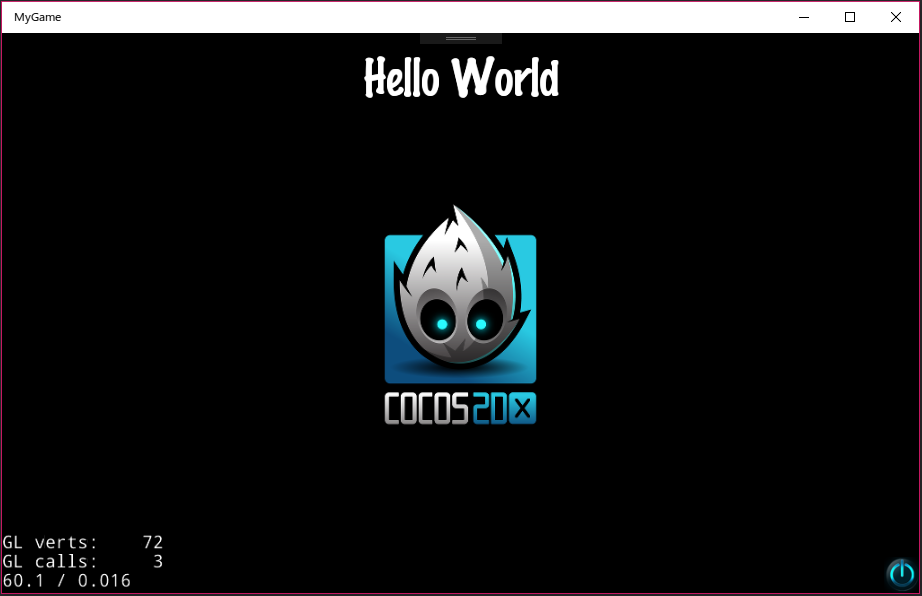 MyGame
Hello World
COCOS2DX
GL verts: 72
GL calls: 3
60.1 / 0.016